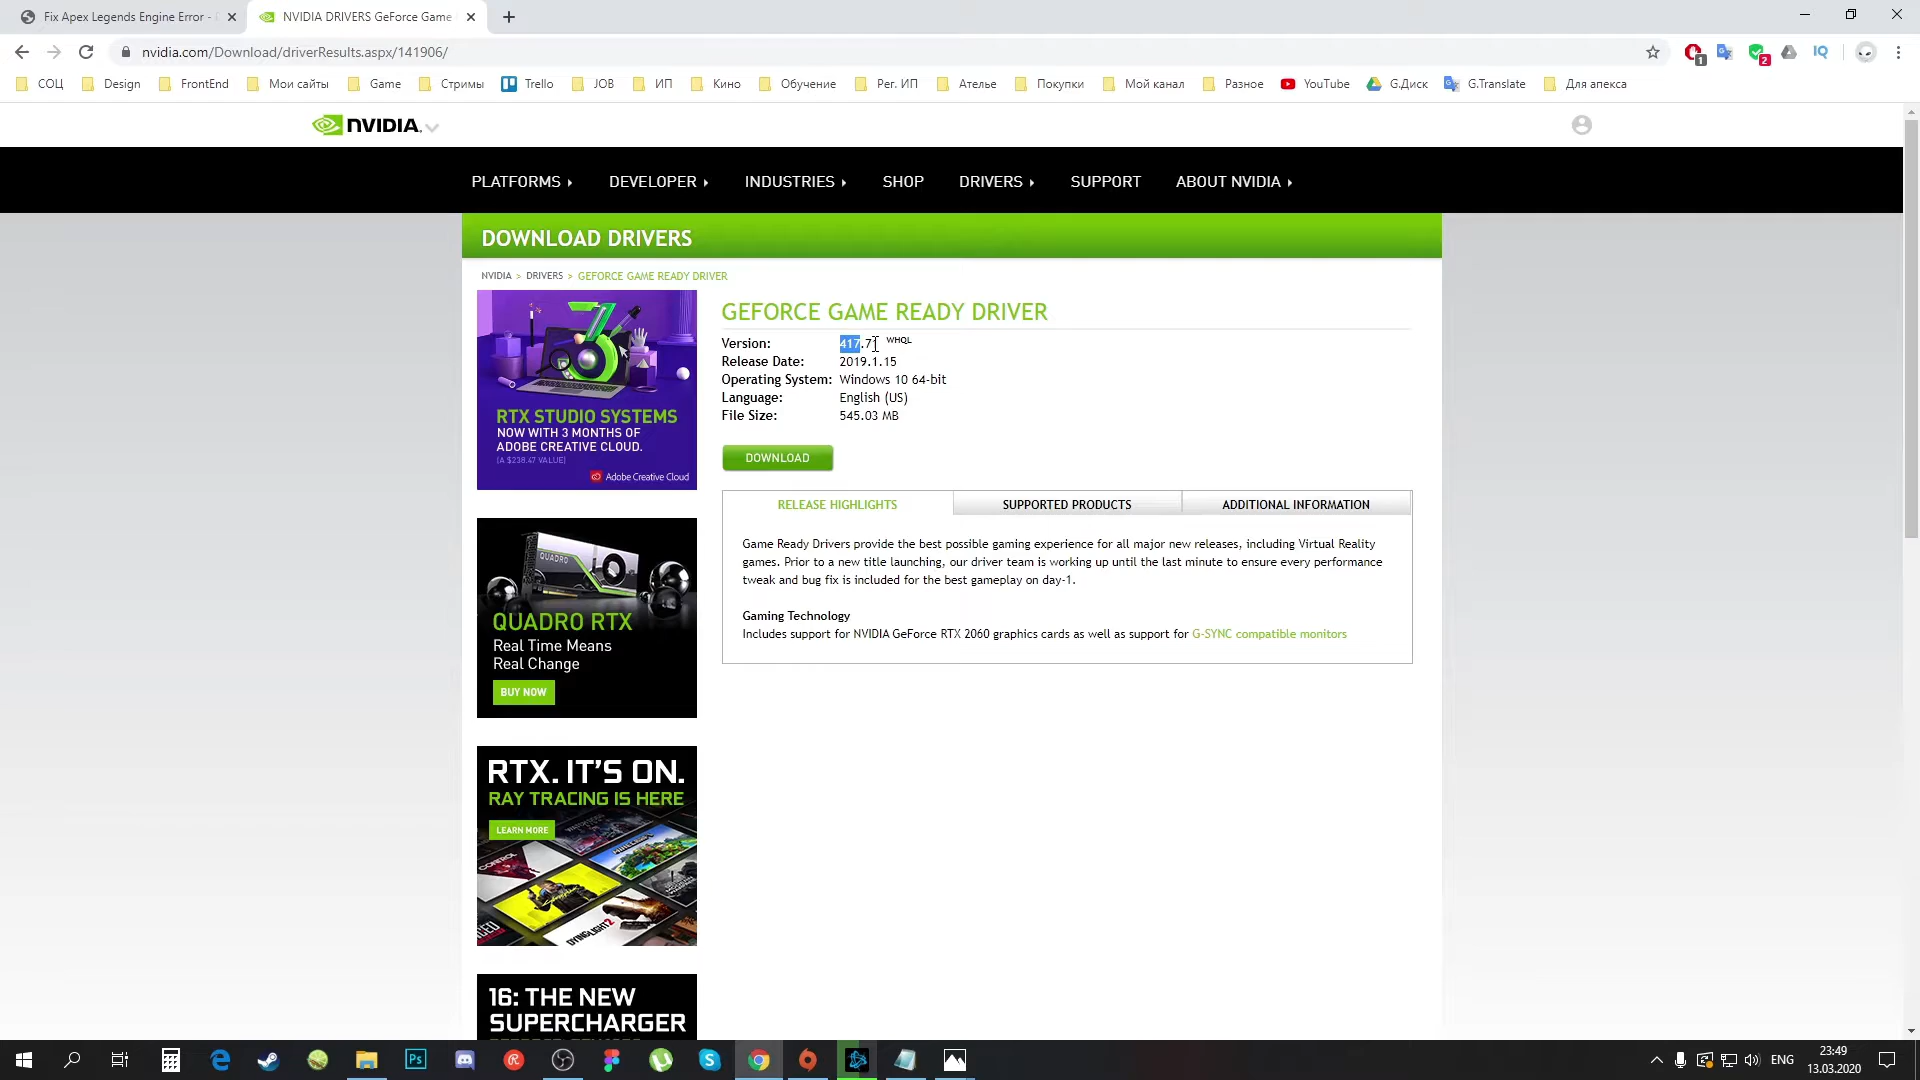 Fix Apex Legends Engine Error -
NVIDIA DRIVERS GeForce Game
nvidia.com/Download/driverResults.aspx/141906/
1
2
IQ
СОЦ
Design
FrontEnd
Мои сайты
Game
Стримы
Trello
JOB
ИП
Кино
Обучение
Рег. ИП
Ателье
Покупки
Мой канал
Разное
YouTube
G.Диск
G.Translate
Для апекса
NVIDIA.
PLATFORMS
DEVELOPER
INDUSTRIES
SHOP
DRIVERS
SUPPORT
ABOUT NVIDIA
DOWNLOAD DRIVERS
NVIDIA > DRIVERS > GEFORCE GAME READY DRIVER
RTX STUDIO SYSTEMS
NOW WITH 3 MONTHS OF
ADOBE CREATIVE CLOUD.
(A $238.47 VALUE)
Adobe Creative Cloud
GEFORCE GAME READY DRIVER
Version: 417.71 WHQL
Release Date: 2019.1.15
Operating System: Windows 10 64-bit
Language: English (US)
File Size: 545.03 MB
DOWNLOAD
RELEASE HIGHLIGHTS
SUPPORTED PRODUCTS
ADDITIONAL INFORMATION
Game Ready Drivers provide the best possible gaming experience for all major new releases, including Virtual Reality
games. Prior to a new title launching, our driver team is working up until the last minute to ensure every performance
tweak and bug fix is included for the best gameplay on day-1.
Gaming Technology
Includes support for NVIDIA GeForce RTX 2060 graphics cards as well as support for G-SYNC compatible monitors
QUADRO
QUADRO RTX
Real Time Means
Real Change
BUY NOW
RTX. IT'S ON.
RAY TRACING IS HERE
LEARN MORE
CONTROL
MINECRAFT
DYING LIGHT 2
16: THE NEW
SUPERCHARGER
Ps
ENG
23:49
13.03.2020